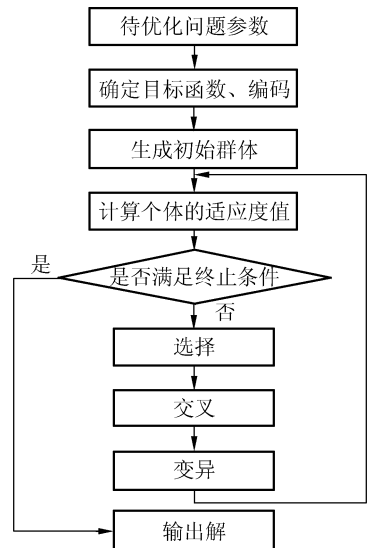 待优化问题参数
确定目标函数、编码
生成初始群体
计算个体的适应度值
是
是否满足终止条件
否
选择
交叉
变异
输出解